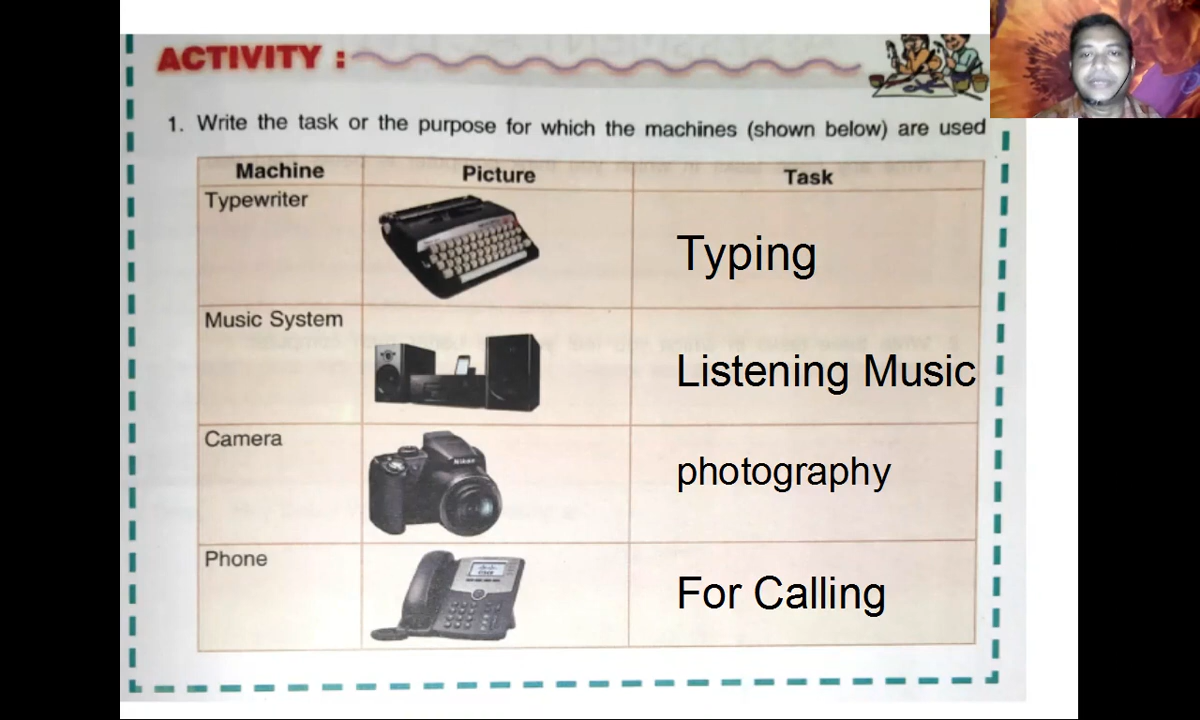 ACTIVITY :
1. Write the task or the purpose for which the machines (shown below) are used
Machine Picture Task
Typewriter
Typing
Music System
Listening Music
Camera
Nikon
photography
Phone
For Calling